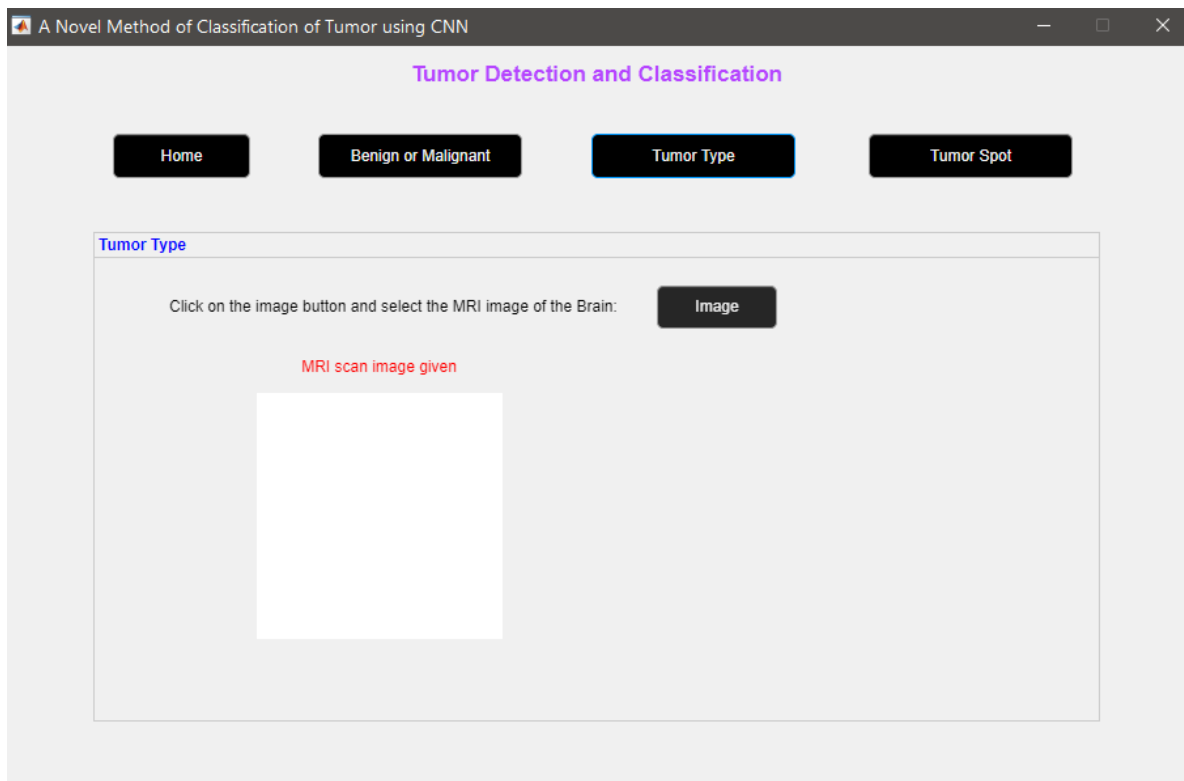 A Novel Method of Classification of Tumor using CNN
Tumor Detection and Classification
Home
Benign or Malignant
Tumor Type
Tumor Spot
Tumor Type
Click on the image button and select the MRI image of the Brain:
Image
MRI scan image given